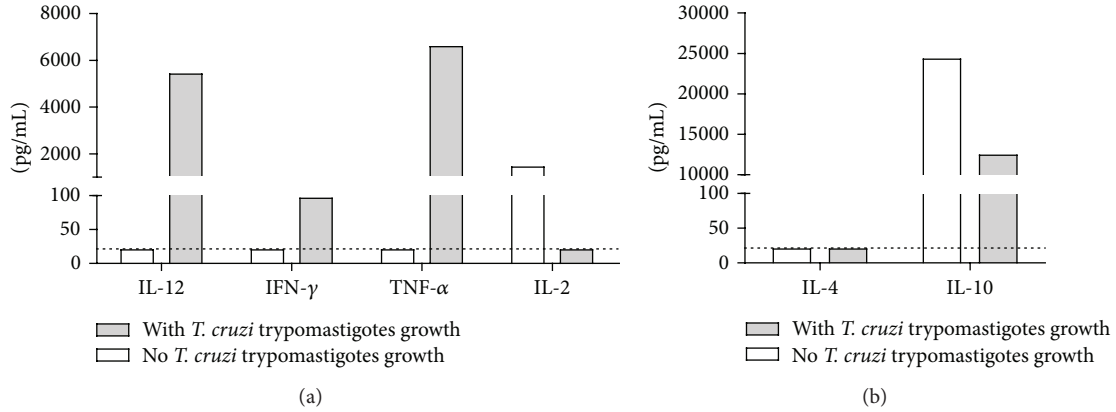 8000
6000
4000
2000
100
50
0
(pg/mL)
IL-12
IFN-γ
TNF-α
IL-2
With T. cruzi trypomastigotes growth
No T. cruzi trypomastigotes growth
(a)
30000
25000
20000
15000
10000
100
50
0
(pg/mL)
IL-4
IL-10
With T. cruzi trypomastigotes growth
No T. cruzi trypomastigotes growth
(b)